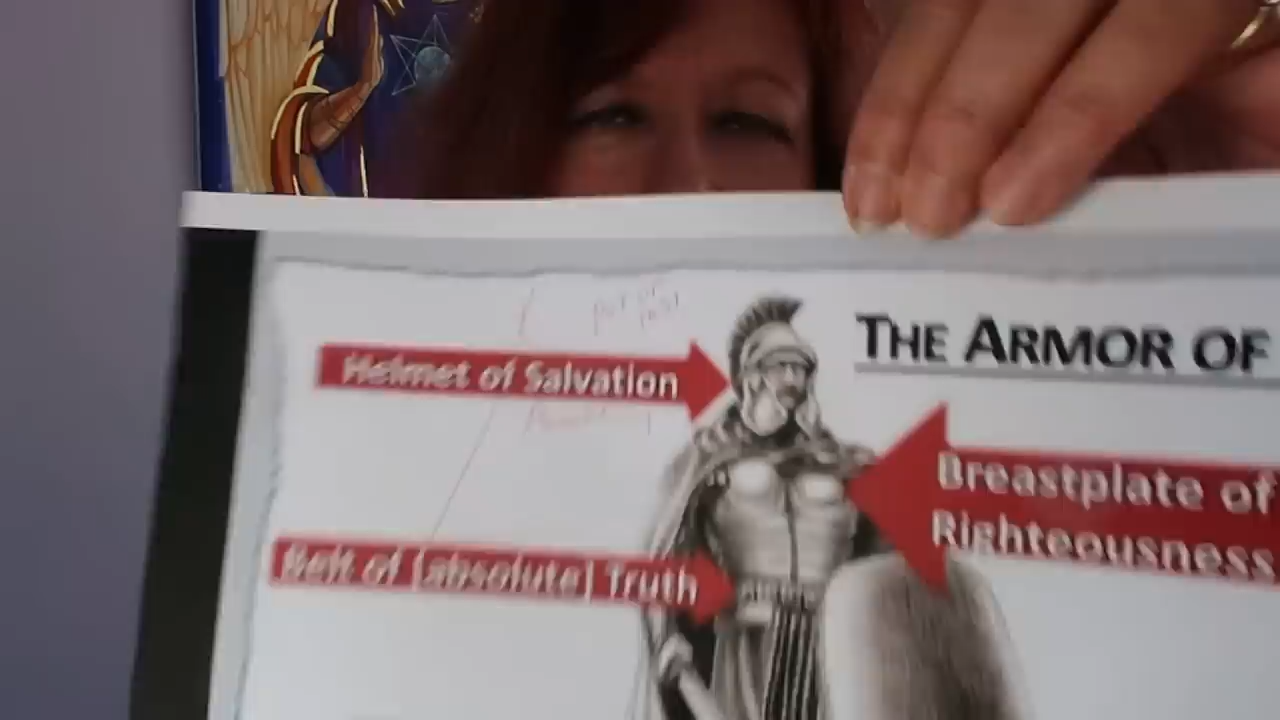 THE ARMOR OF
Helmet of Salvation
Breastplate of
Righteousness
Belt of [absolute] Truth